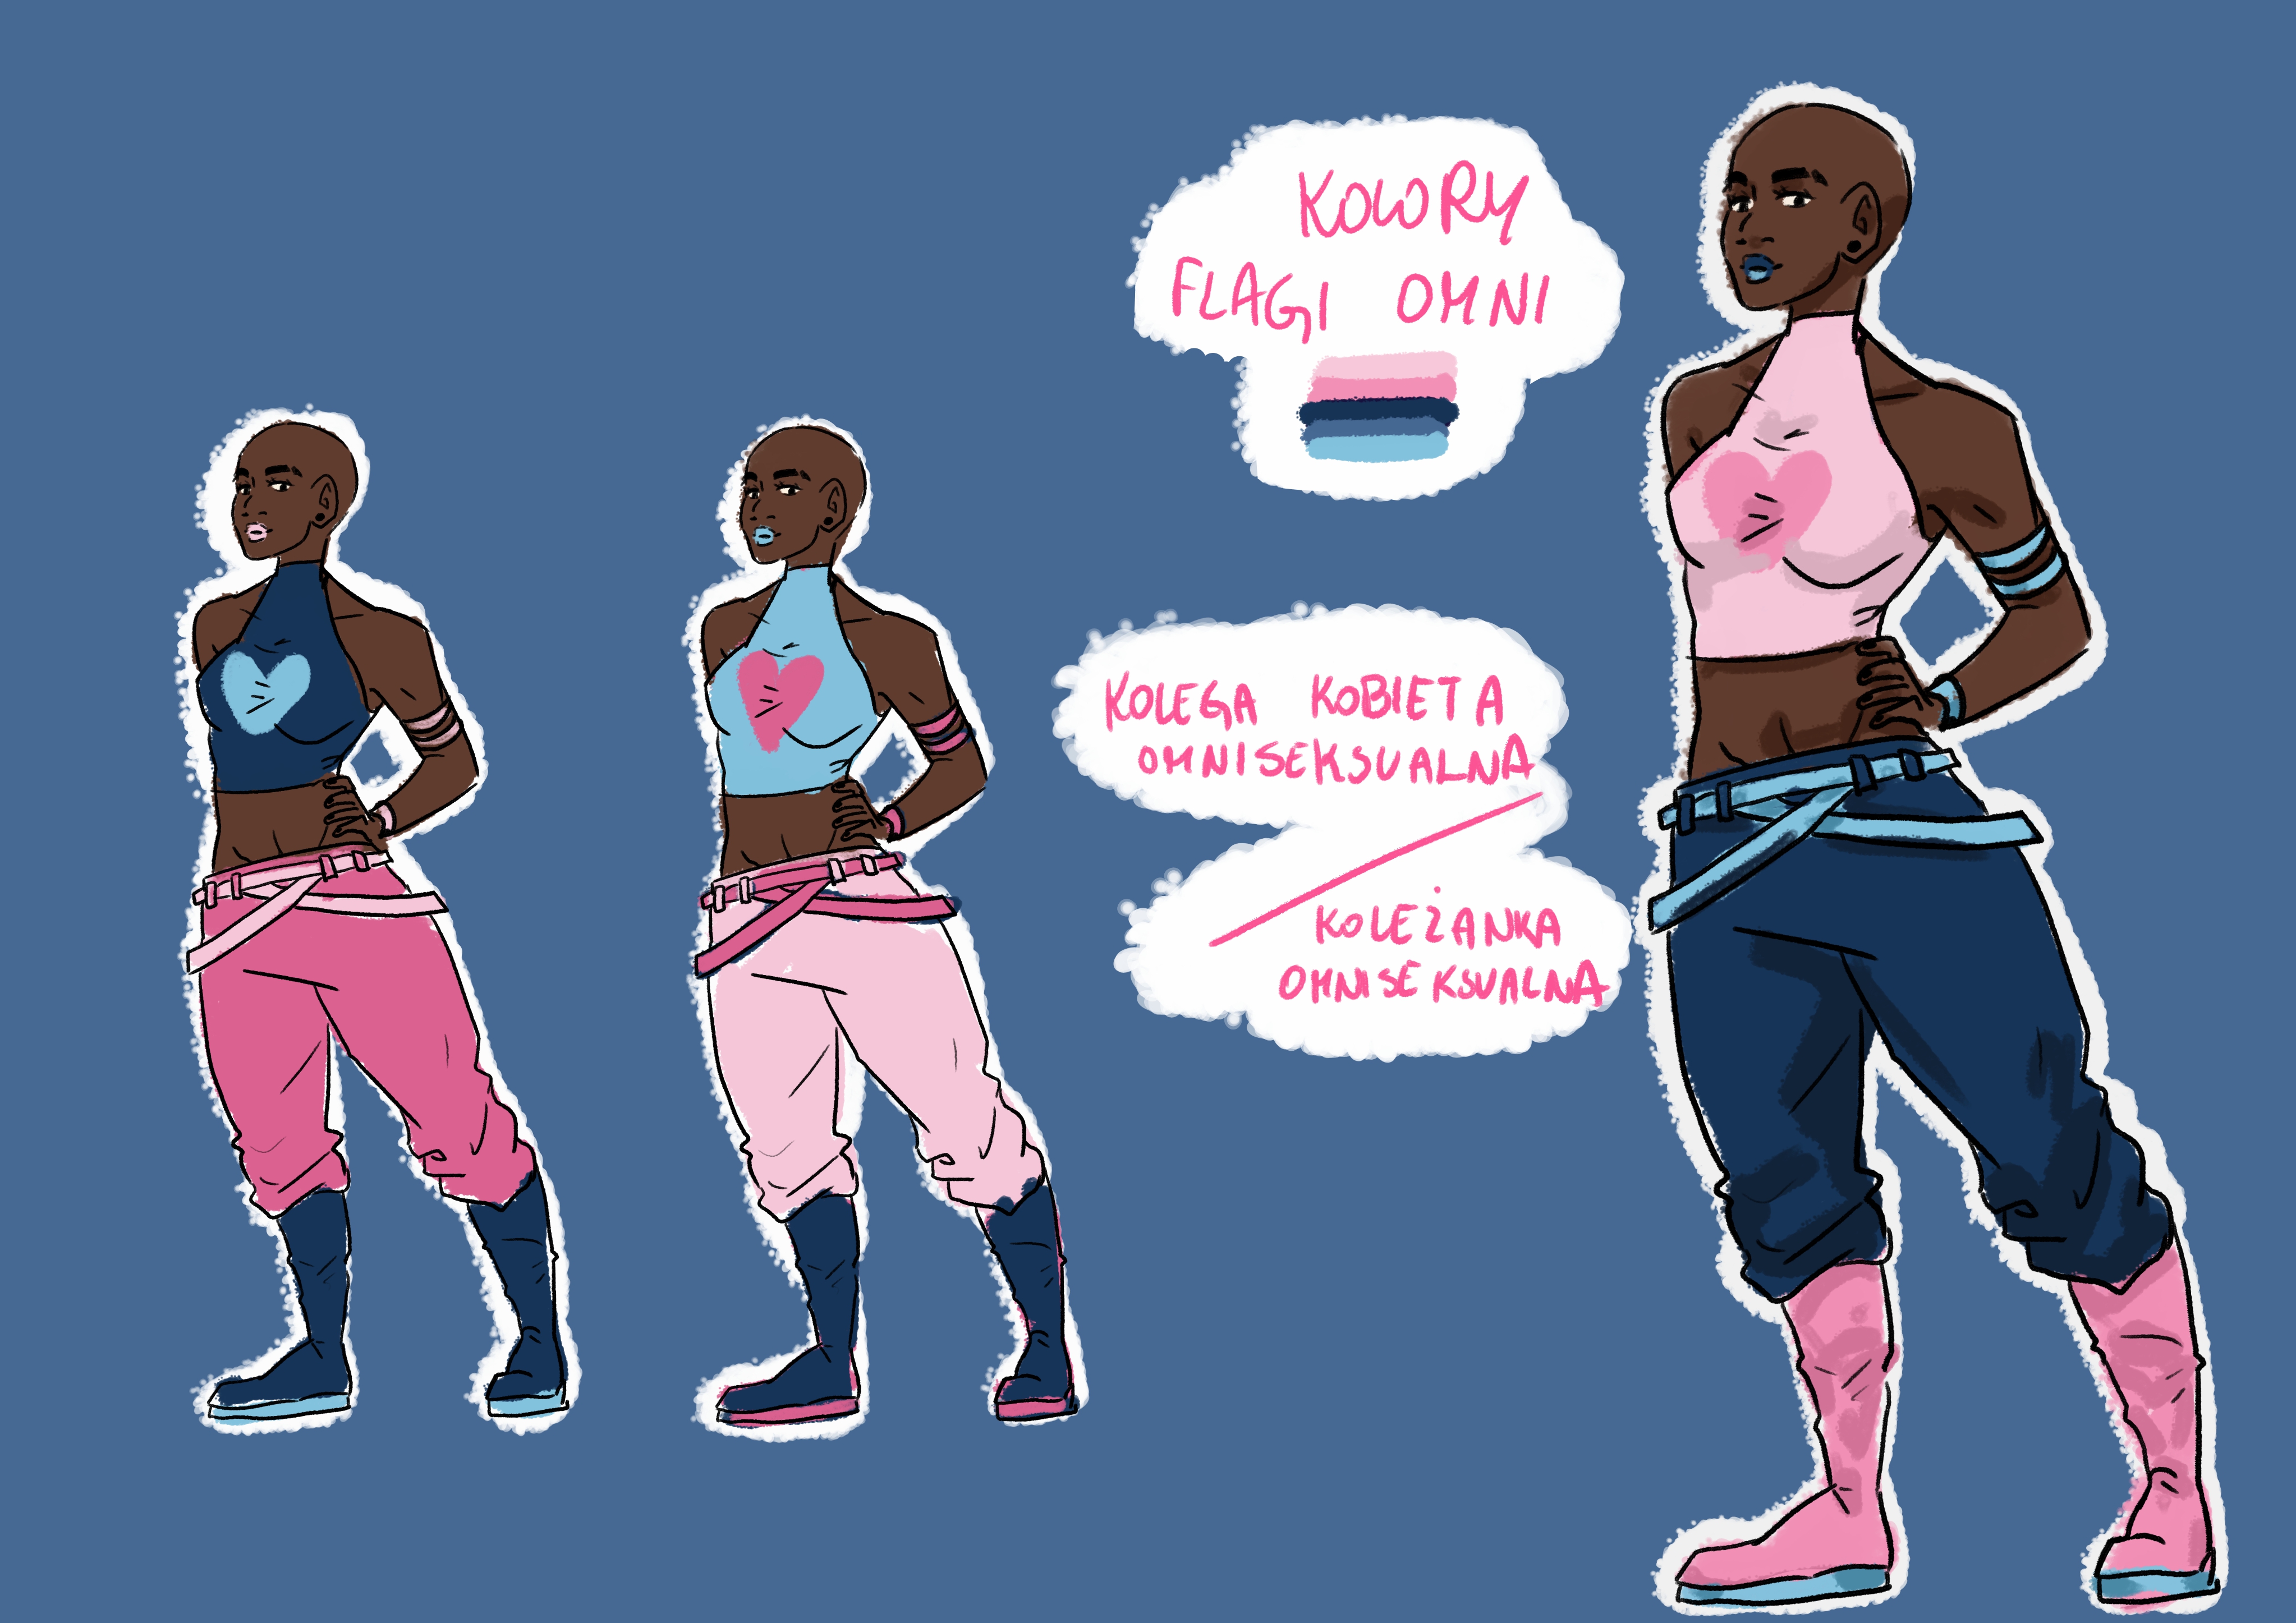 KOLORY
FLAGI OMNI
KOLEGA KOBIETA
OMNISEKSUALNA
KOLEŻANKA
OMNISEKSUALNA